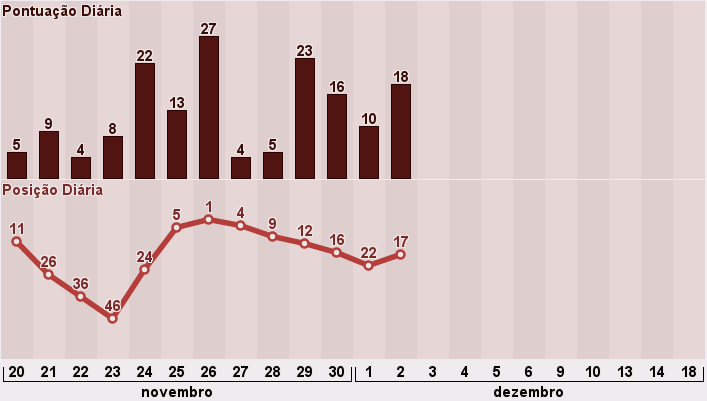 Pontuação Diária
5 9 4 8 22 13 27 4 5 23 16 10 18
Posição Diária
11 26 36 46 24 5 1 4 9 12 16 22 17
20 21 22 23 24 25 26 27 28 29 30 1 2 3 4 5 6 9 10 13 14 18
novembro dezembro